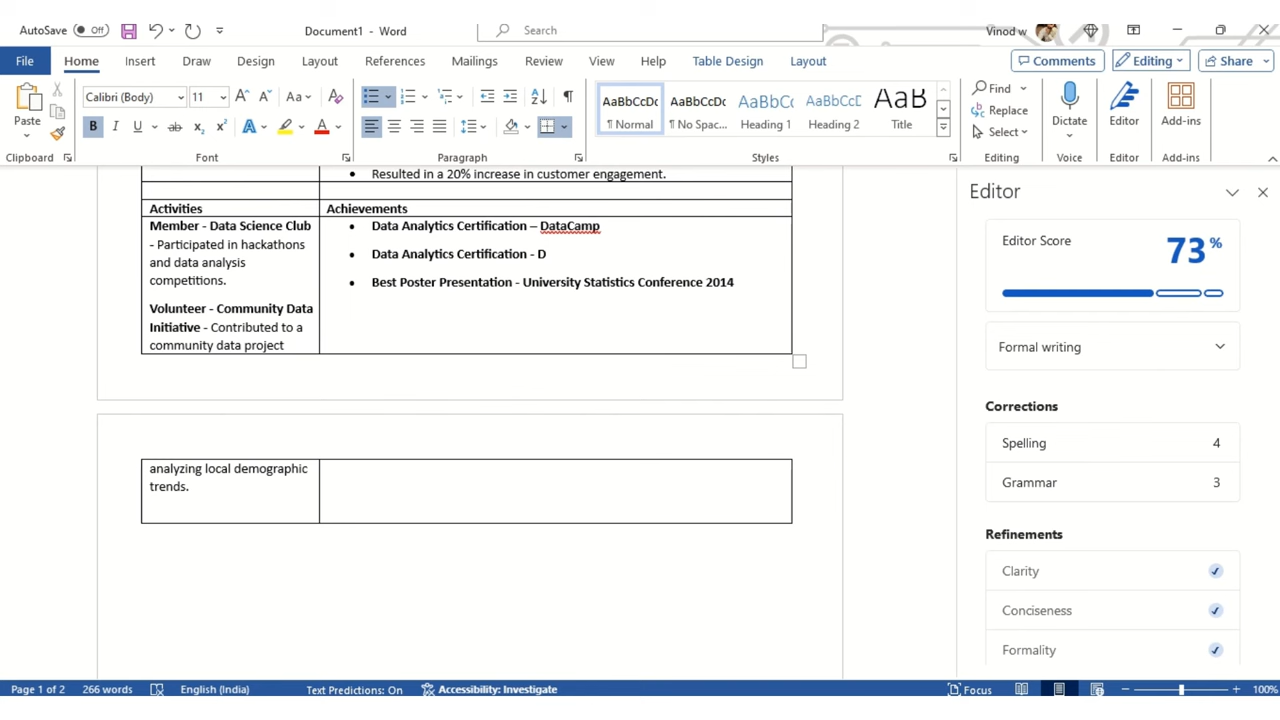 AutoSave Off Document1 - Word Search Vinod w
File Home Insert Draw Design Layout References Mailings Review View Help Table Design Layout Comments Editing Share
Paste Calibri (Body) 11 Aa AaBbCcDc AaBbCcDc AaBbCc AaBbCcD AaB Find
Replace
B I U ab x₂ x² A A ¶ Normal ¶ No Spac... Heading 1 Heading 2 Title Select Dictate Editor Add-ins
Clipboard Font Paragraph Styles Editing Voice Editor Add-ins
• Resulted in a 20% increase in customer engagement.
Activities Achievements
Member - Data Science Club
- Participated in hackathons
and data analysis
competitions.
Volunteer - Community Data
Initiative - Contributed to a
community data project
• Data Analytics Certification – DataCamp
• Data Analytics Certification - D
• Best Poster Presentation - University Statistics Conference 2014
analyzing local demographic
trends.
Editor
Editor Score 73 %
Formal writing
Corrections
Spelling 4
Grammar 3
Refinements
Clarity
Conciseness
Formality
Page 1 of 2 266 words English (India) Text Predictions: On Accessibility: Investigate Focus 100%